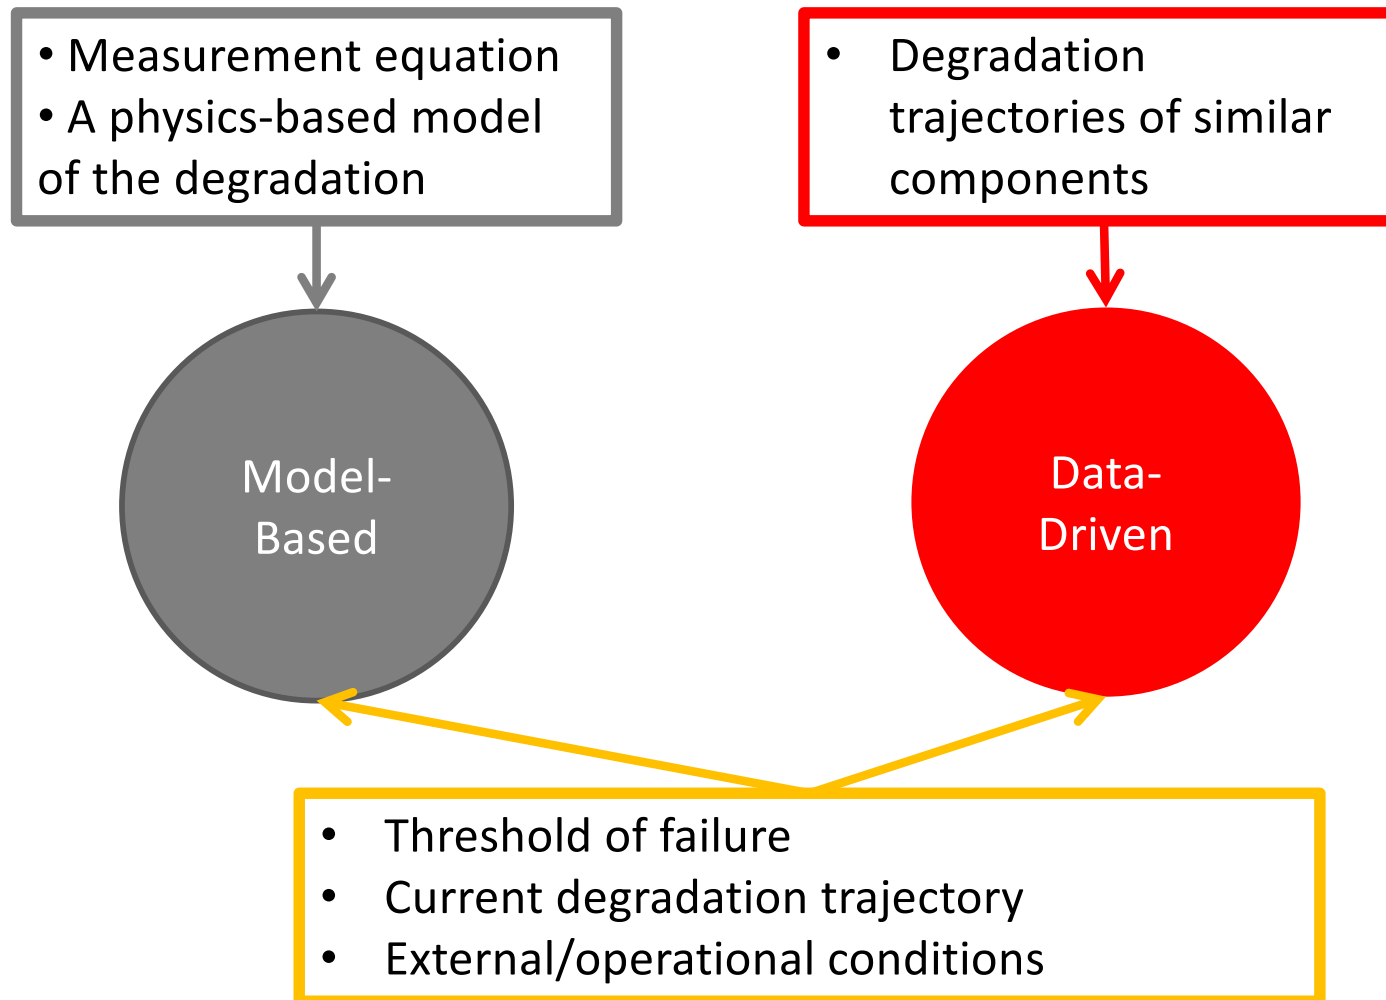 • Measurement equation
• A physics-based model
of the degradation
• Degradation
trajectories of similar
components
Model-
Based
Data-
Driven
• Threshold of failure
• Current degradation trajectory
• External/operational conditions